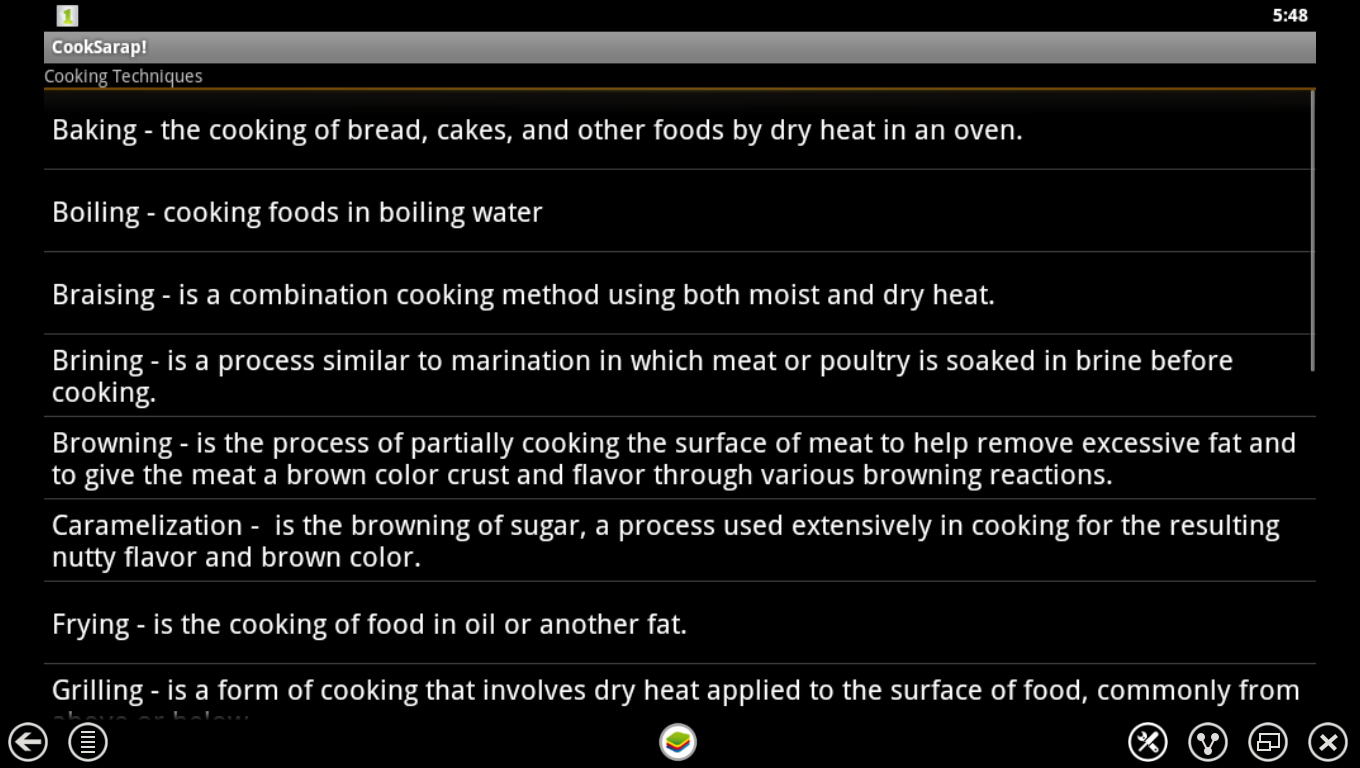 1
5:48
CookSarap!
Cooking Techniques
Baking - the cooking of bread, cakes, and other foods by dry heat in an oven.
Boiling - cooking foods in boiling water
Braising - is a combination cooking method using both moist and dry heat.
Brining - is a process similar to marination in which meat or poultry is soaked in brine before
cooking.
Browning - is the process of partially cooking the surface of meat to help remove excessive fat and
to give the meat a brown color crust and flavor through various browning reactions.
Caramelization -  is the browning of sugar, a process used extensively in cooking for the resulting
nutty flavor and brown color.
Frying - is the cooking of food in oil or another fat.
Grilling - is a form of cooking that involves dry heat applied to the surface of food, commonly from
above or below